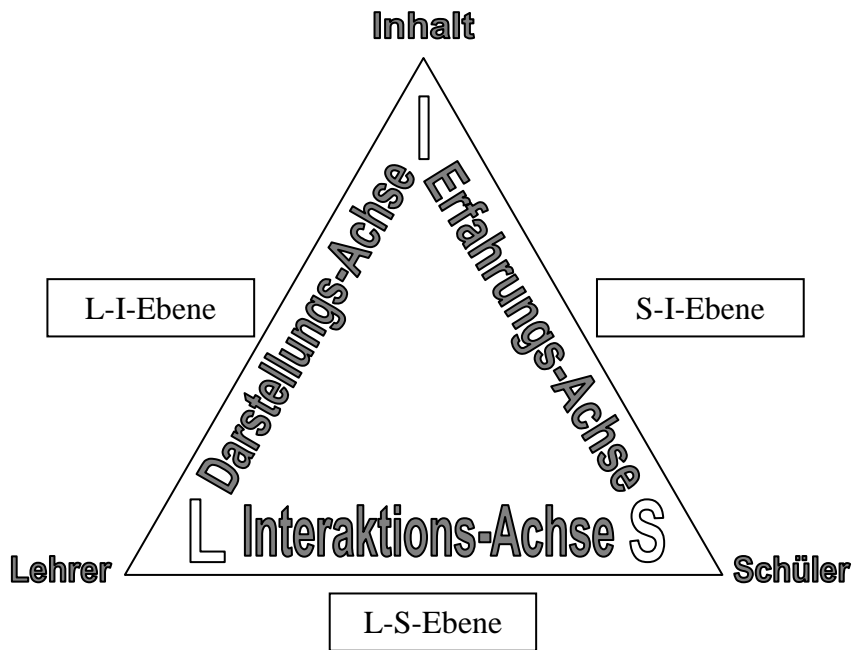 Inhalt
I
Darstellungs-Achse
Erfahrungs-Achse
L-I-Ebene
S-I-Ebene
L
Interaktions-Achse
S
Lehrer
Schüler
L-S-Ebene